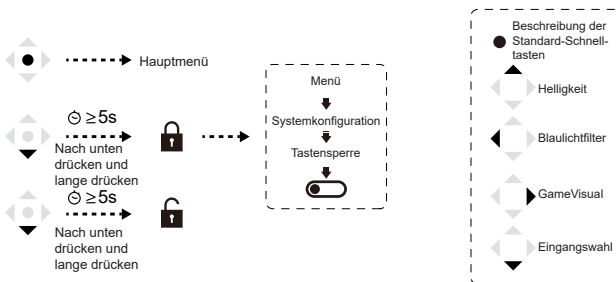 Hauptmenü
≥5s
Nach unten
drücken und
lange drücken
≥5s
Nach unten
drücken und
lange drücken
Menü
Systemkonfiguration
Tastensperre
Beschreibung der
Standard-Schnell-
tasten
Helligkeit
Blaulichtfilter
GameVisual
Eingangswahl